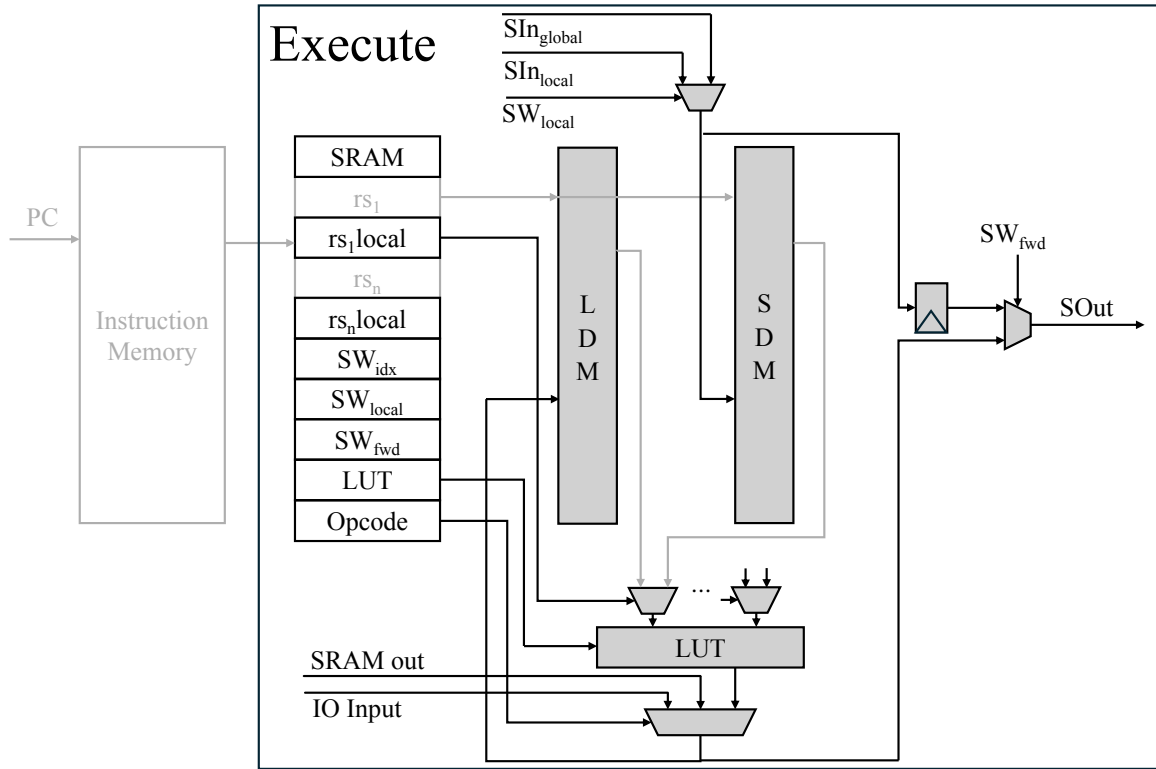 Execute
SIn_global
SIn_local
SW_local
PC
Instruction
Memory
SRAM
rs_1
rs_1local
rs_n
rs_nlocal
SW_idx
SW_local
SW_fwd
LUT
Opcode
L
D
M
S
D
M
SW_fwd
SOut
...
LUT
SRAM out
IO Input